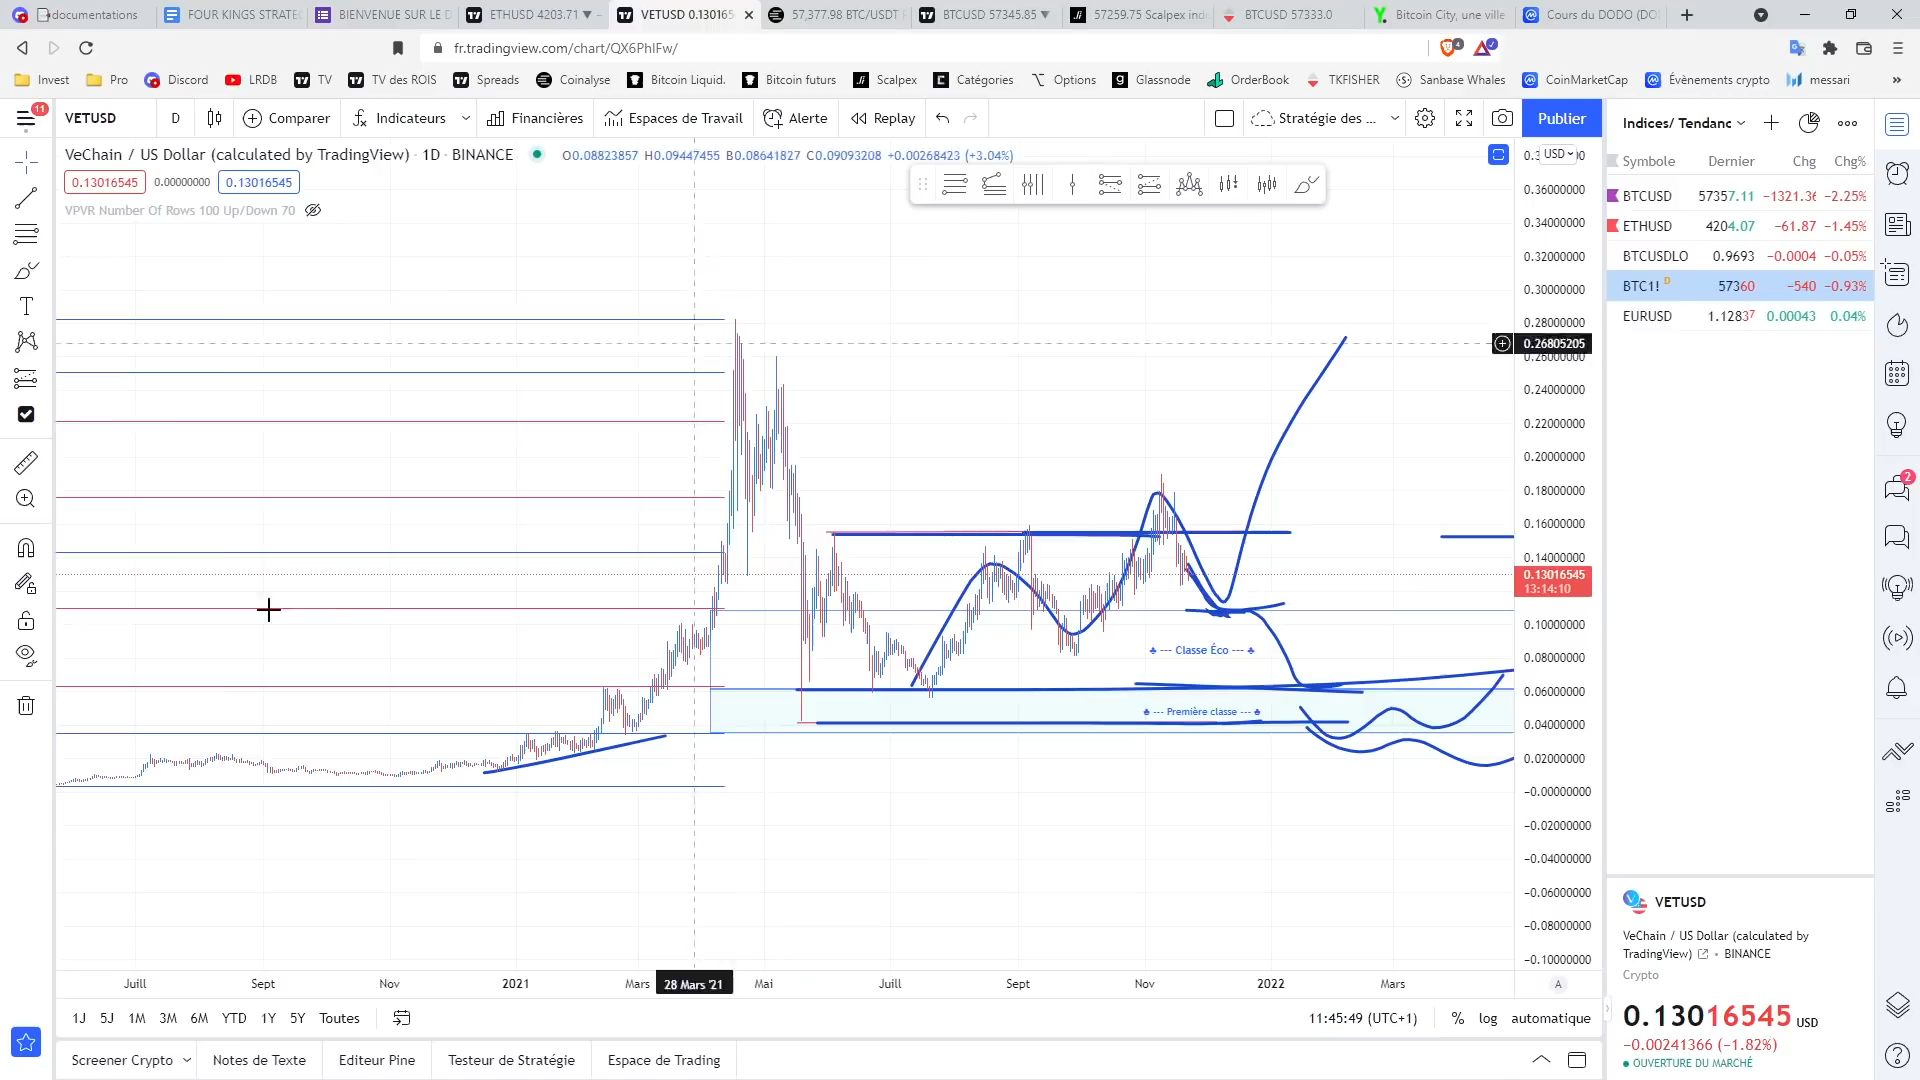 documentations
FOUR KINGS STRATE
BIENVENUE SUR LE D
ETHUSD 4203.71 ▼ −
VETUSD 0.1301654
57,377.98 BTC/USDT
BTCUSD 57345.85 ▼
57259.75 Scalpex ind
BTCUSD 57333.0
Bitcoin City, une ville
Cours du DODO (DO
fr.tradingview.com/chart/QX6PhIFw/
4
Invest
Pro
Discord
LRDB
TV
TV des ROIS
Spreads
Coinalyse
Bitcoin Liquid.
Bitcoin futurs
Scalpex
Catégories
Options
Glassnode
OrderBook
TKFISHER
Sanbase Whales
CoinMarketCap
Évènements crypto
messari
»
11
VETUSD
D
Comparer
Indicateurs
Financières
Espaces de Travail
Alerte
Replay
Stratégie des ...
Publier
VeChain / US Dollar (calculated by TradingView) · 1D · BINANCE
O0.08823857 H0.09447455 B0.08641827 C0.09093208 +0.00268423 (+3.04%)
0.13016545
0.00000000
0.13016545
VPVR Number Of Rows 100 Up/Down 70
USD
0.36000000
0.34000000
0.32000000
0.30000000
0.28000000
0.26805205
0.26000000
0.24000000
0.22000000
0.20000000
0.18000000
0.16000000
0.14000000
0.13016545
13:14:10
0.10000000
0.08000000
0.06000000
0.04000000
0.02000000
−0.00000000
−0.02000000
−0.04000000
−0.06000000
−0.08000000
−0.10000000
♣ --- Classe Éco --- ♣
♣ --- Première classe --- ♣
Juill
Sept
Nov
2021
Mars
28 Mars '21
Mai
Juill
Sept
Nov
2022
Mars
A
1J
5J
1M
3M
6M
YTD
1Y
5Y
Toutes
11:45:49 (UTC+1)
%
log
automatique
Screener Crypto
Notes de Texte
Editeur Pine
Testeur de Stratégie
Espace de Trading
Indices/ Tendanc
Symbole
Dernier
Chg
Chg%
BTCUSD 57357.11 −1321.36 −2.25%
ETHUSD 4204.07 −61.87 −1.45%
BTCUSDLO 0.9693 −0.0004 −0.05%
BTC1! D 57360 −540 −0.93%
EURUSD 1.12837 0.00043 0.04%
2
VETUSD
VeChain / US Dollar (calculated by
TradingView) • BINANCE
Crypto
0.13016545 USD
−0.00241366 (−1.82%)
OUVERTURE DU MARCHÉ